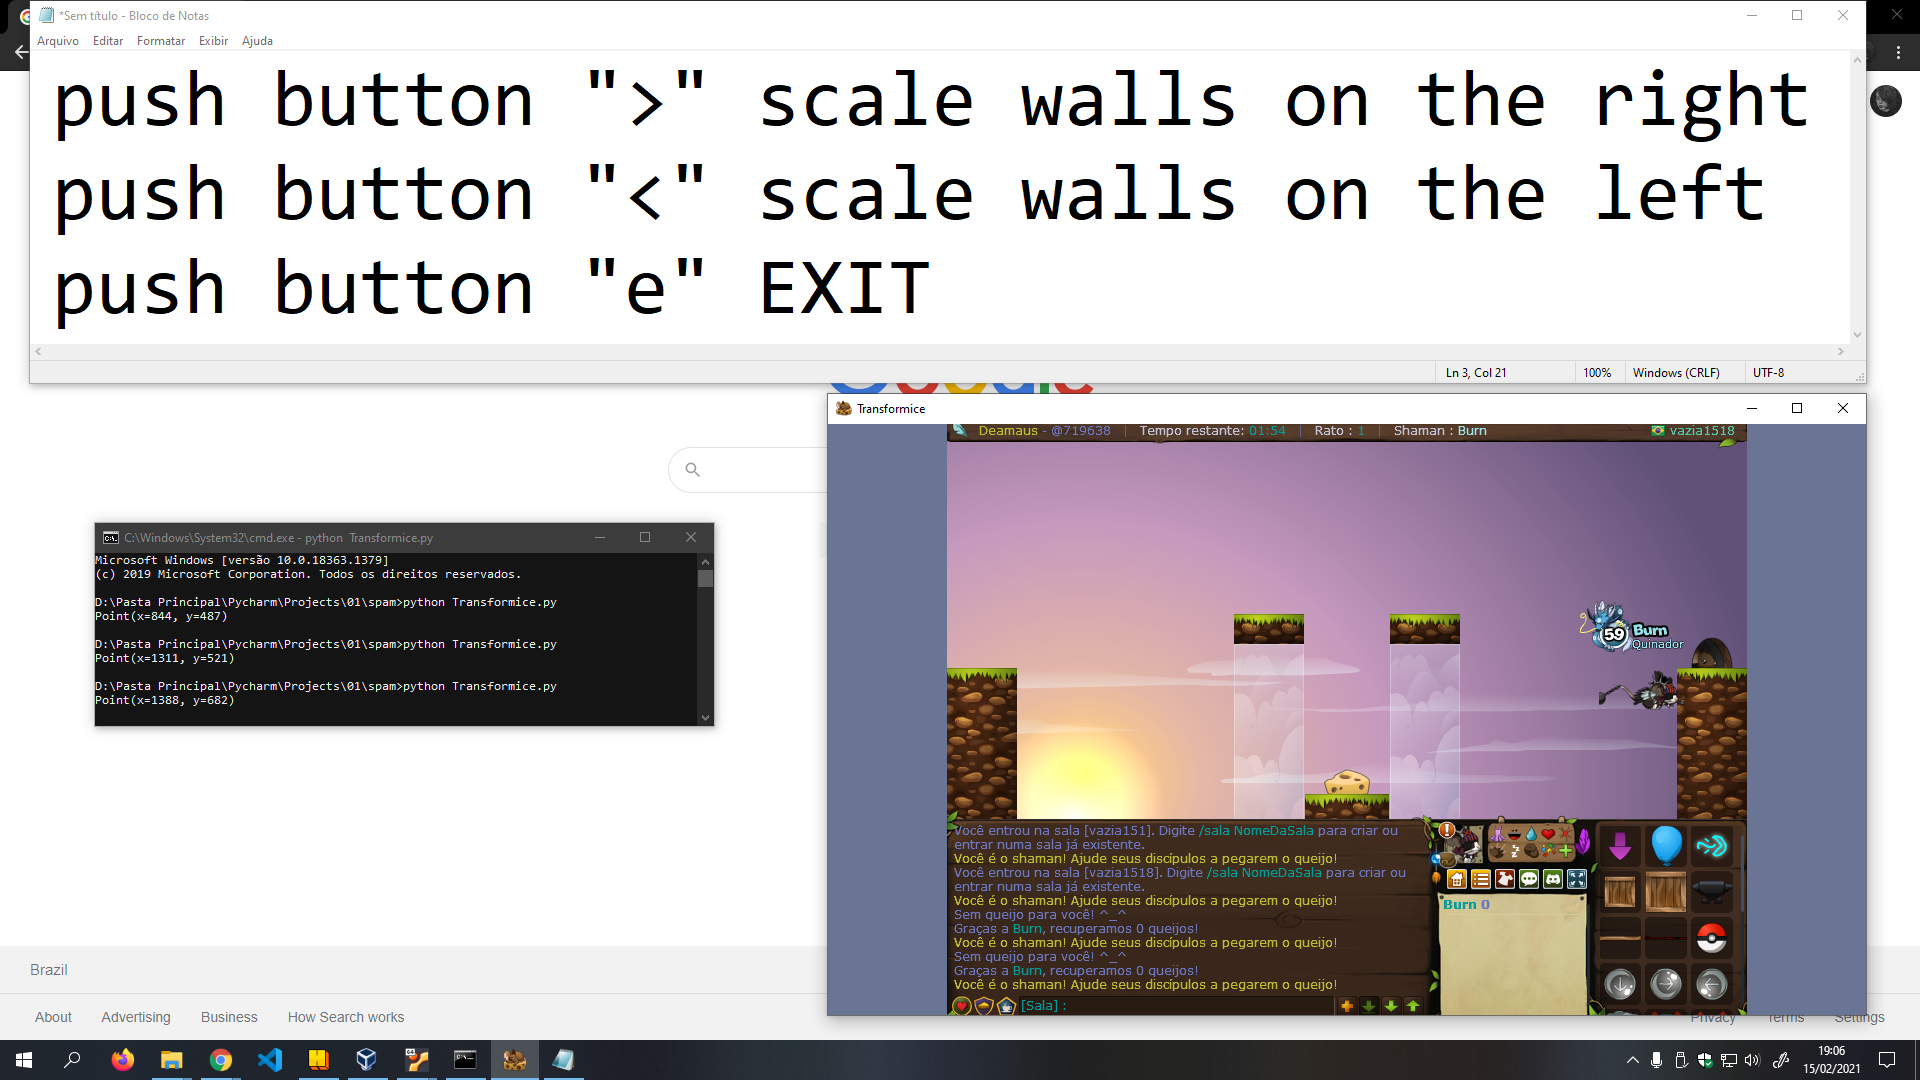 *Sem título - Bloco de Notas
Arquivo Editar Formatar Exibir Ajuda
push button ">" scale walls on the right
push button "<" scale walls on the left
push button "e" EXIT
Ln 3, Col 21 100% Windows (CRLF) UTF-8
Transformice
Deamaus - @719638 | Tempo restante: 01:54 | Rato : 1 | Shaman : Burn vazia1518
C:\Windows\System32\cmd.exe - python Transformice.py
Microsoft Windows [versão 10.0.18363.1379]
(c) 2019 Microsoft Corporation. Todos os direitos reservados.
D:\Pasta Principal\Pycharm\Projects\01\spam>python Transformice.py
Point(x=844, y=487)
D:\Pasta Principal\Pycharm\Projects\01\spam>python Transformice.py
Point(x=1311, y=521)
D:\Pasta Principal\Pycharm\Projects\01\spam>python Transformice.py
Point(x=1388, y=682)
59 Burn
Quinador
Você entrou na sala [vazia151]. Digite /sala NomeDaSala para criar ou
entrar numa sala já existente.
Você é o shaman! Ajude seus discípulos a pegarem o queijo!
Você entrou na sala [vazia1518]. Digite /sala NomeDaSala para criar ou
entrar numa sala já existente.
Você é o shaman! Ajude seus discípulos a pegarem o queijo!
Sem queijo para você! ^_^
Graças a Burn, recuperamos 0 queijos!
Você é o shaman! Ajude seus discípulos a pegarem o queijo!
Sem queijo para você! ^_^
Graças a Burn, recuperamos 0 queijos!
Você é o shaman! Ajude seus discípulos a pegarem o queijo!
[Sala] :
Burn 0
Brazil
About Advertising Business How Search works
Privacy Terms Settings
19:06
15/02/2021